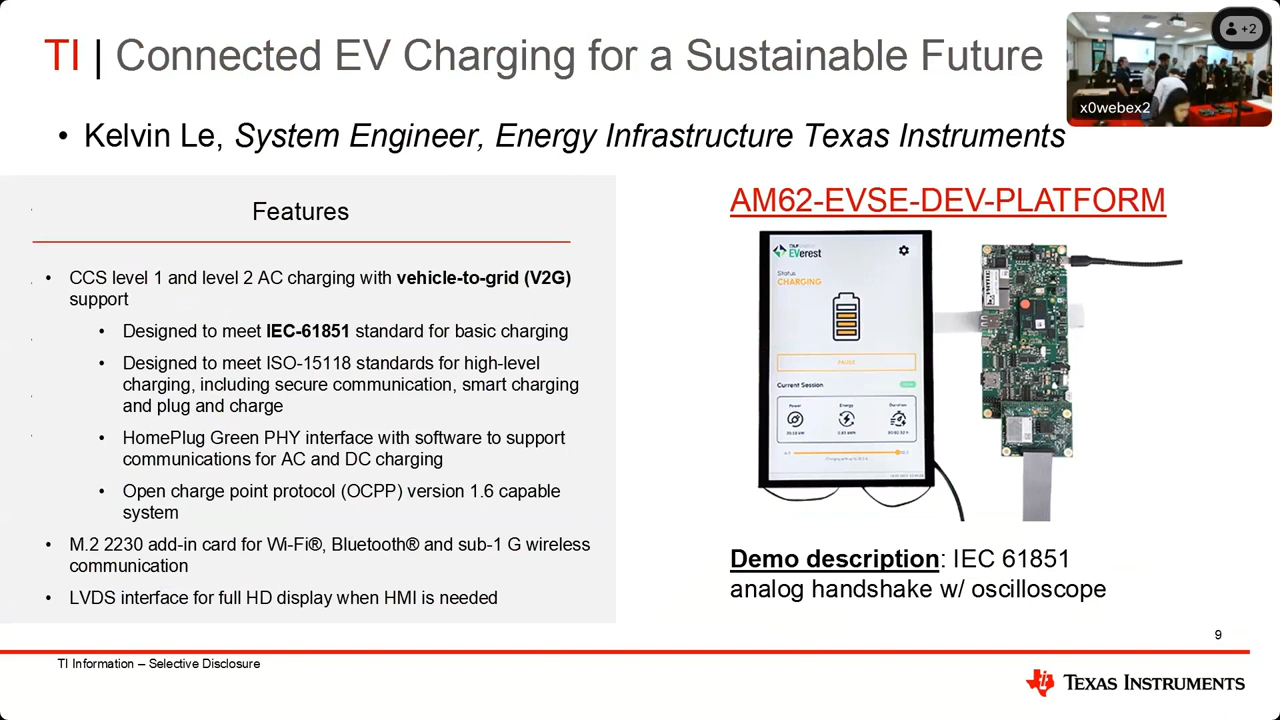 TI | Connected EV Charging for a Sustainable Future
+2
x0webex2
• Kelvin Le, System Engineer, Energy Infrastructure Texas Instruments
Features
• CCS level 1 and level 2 AC charging with vehicle-to-grid (V2G)
support
• Designed to meet IEC-61851 standard for basic charging
• Designed to meet ISO-15118 standards for high-level
charging, including secure communication, smart charging
and plug and charge
• HomePlug Green PHY interface with software to support
communications for AC and DC charging
• Open charge point protocol (OCPP) version 1.6 capable
system
• M.2 2230 add-in card for Wi-Fi®, Bluetooth® and sub-1 G wireless
communication
• LVDS interface for full HD display when HMI is needed
AM62-EVSE-DEV-PLATFORM
EVerest
Status
CHARGING
PAUSE
Current Session
Power
Energy
Duration
Demo description: IEC 61851
analog handshake w/ oscilloscope
9
TI Information – Selective Disclosure
TEXAS INSTRUMENTS